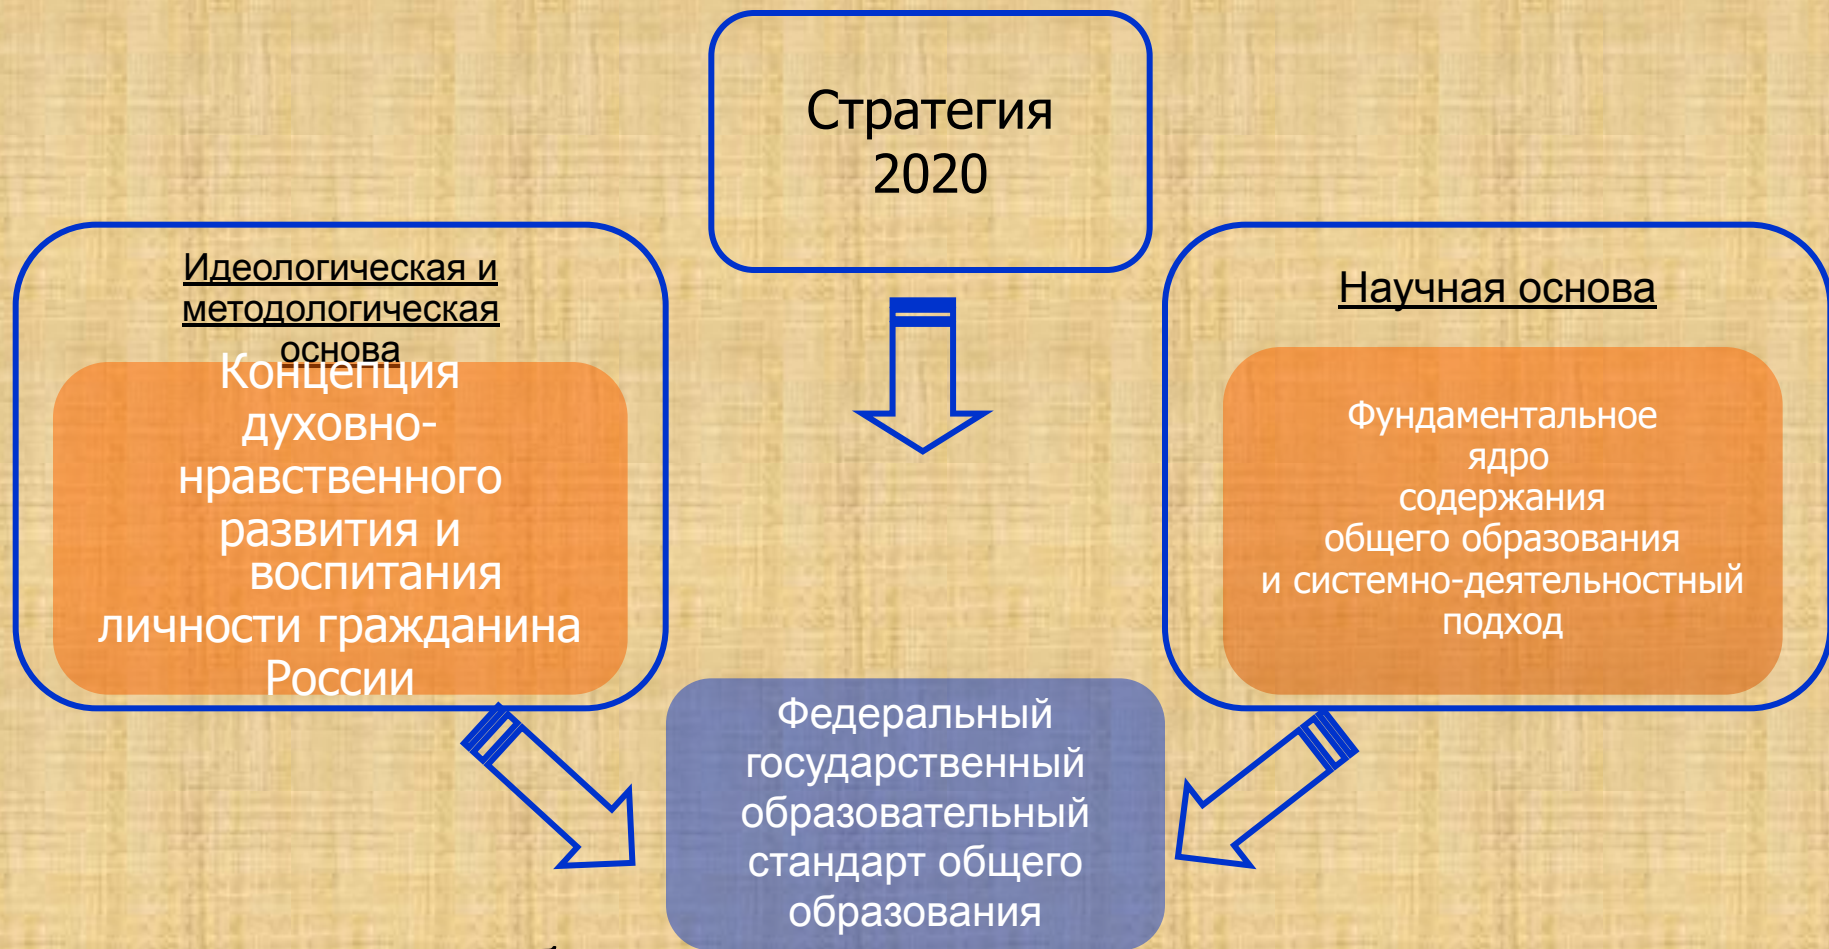 Стратегия
2020
Идеологическая и
методологическая
основа
Концепция
духовно-
нравственного
развития и
воспитания
личности гражданина
России
Научная основа
Фундаментальное
ядро
содержания
общего образования
и системно-деятельностный
подход
Федеральный
государственный
образовательный
стандарт общего
образования